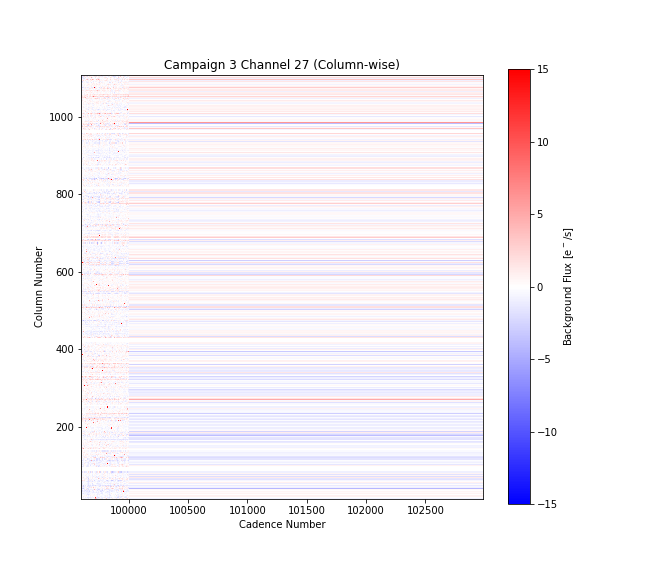 Campaign 3 Channel 27 (Column-wise)
Column Number
1000
800
600
400
200
100000 100500 101000 101500 102000 102500
Cadence Number
15
10
5
0
−5
−10
−15
Background Flux [e⁻/s]